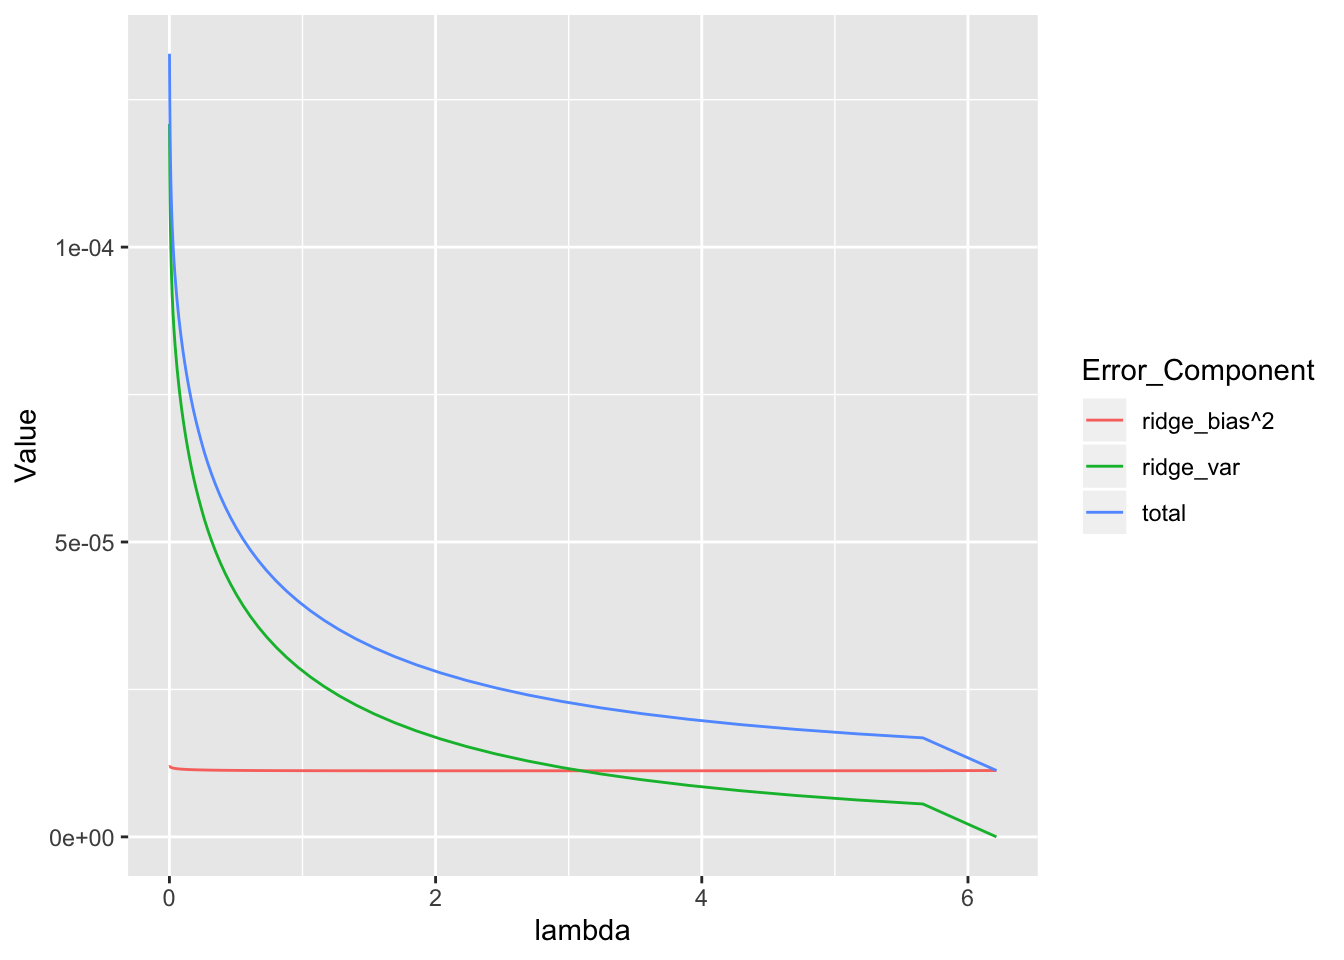 Value
1e-04
5e-05
0e+00
0
2
4
6
lambda
Error_Component
ridge_bias^2
ridge_var
total